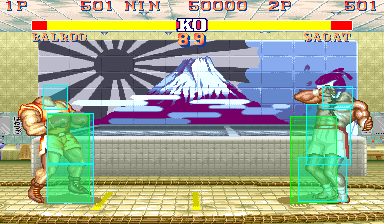 1P 501 NIN 50000 2P 501
KO
BALROG SAGAT
89